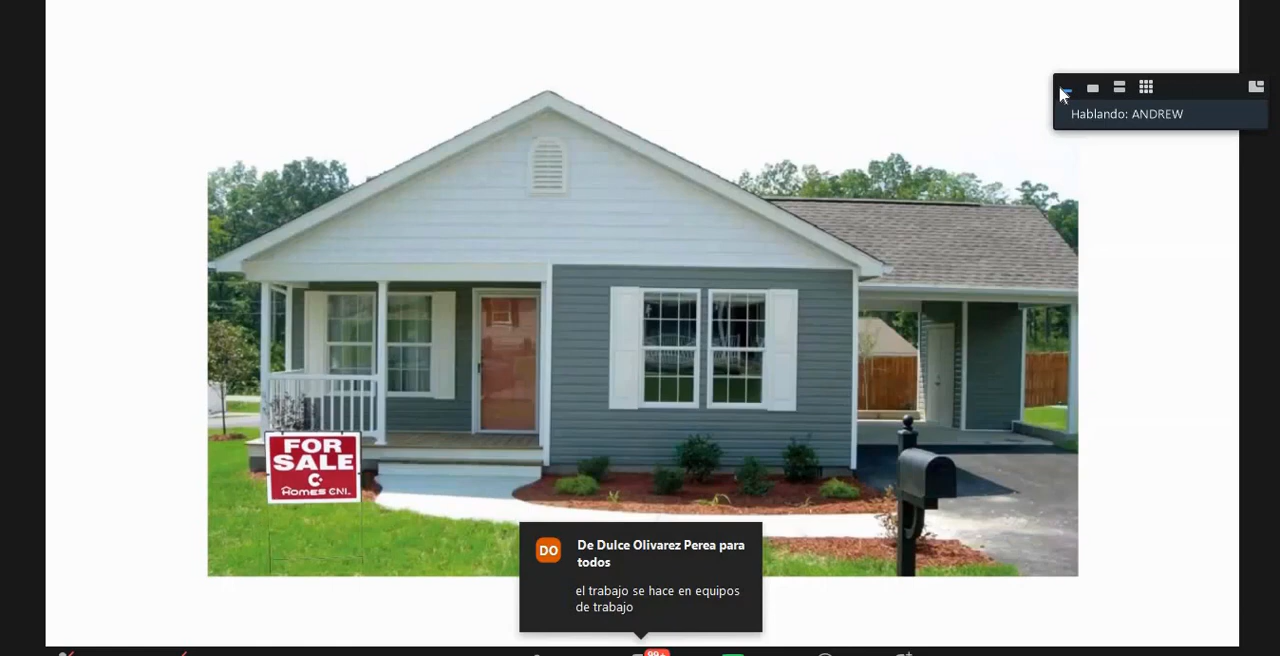 Hablando: ANDREW
FOR
SALE
C
HOMES CNL
DO
De Dulce Olivarez Perea para
todos
el trabajo se hace en equipos
de trabajo
99+